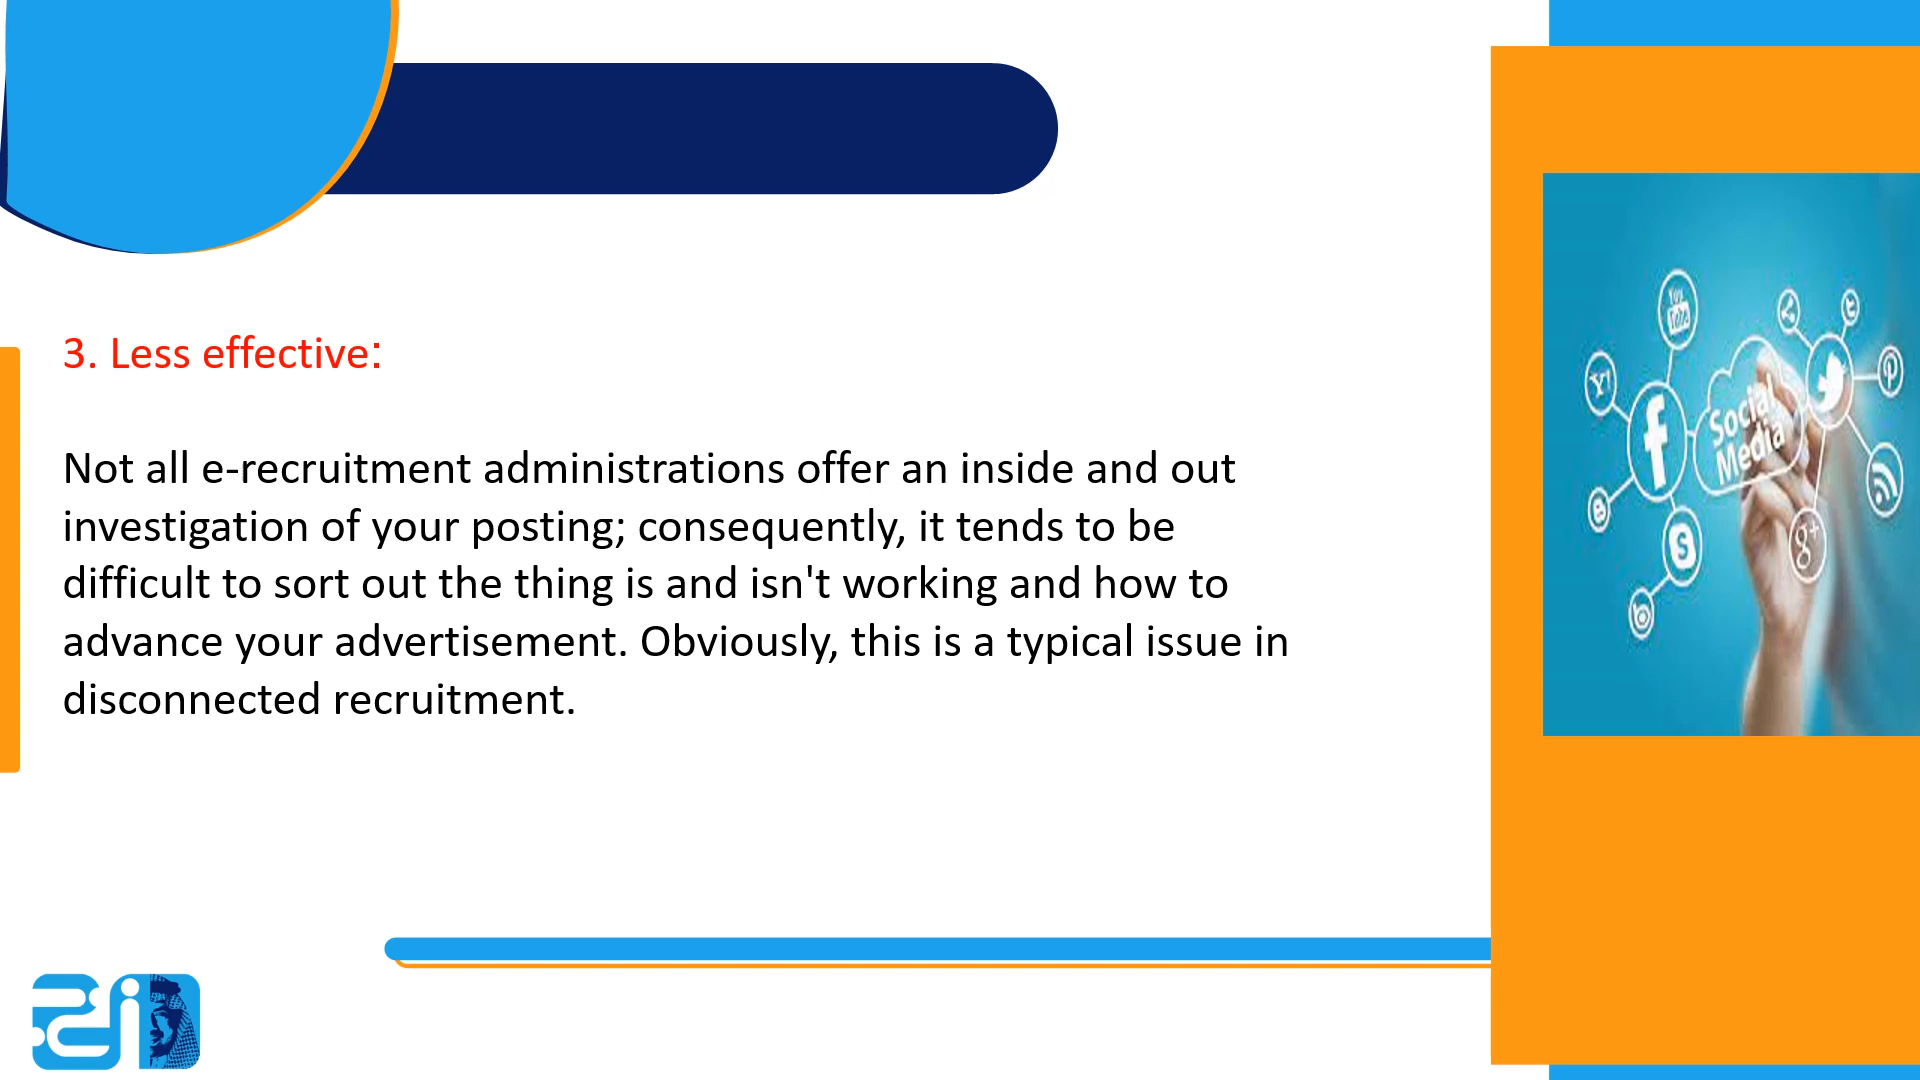 3. Less effective:
Not all e-recruitment administrations offer an inside and out
investigation of your posting; consequently, it tends to be
difficult to sort out the thing is and isn't working and how to
advance your advertisement. Obviously, this is a typical issue in
disconnected recruitment.
You
Tube
Y!
f
Social
Media
S
g+